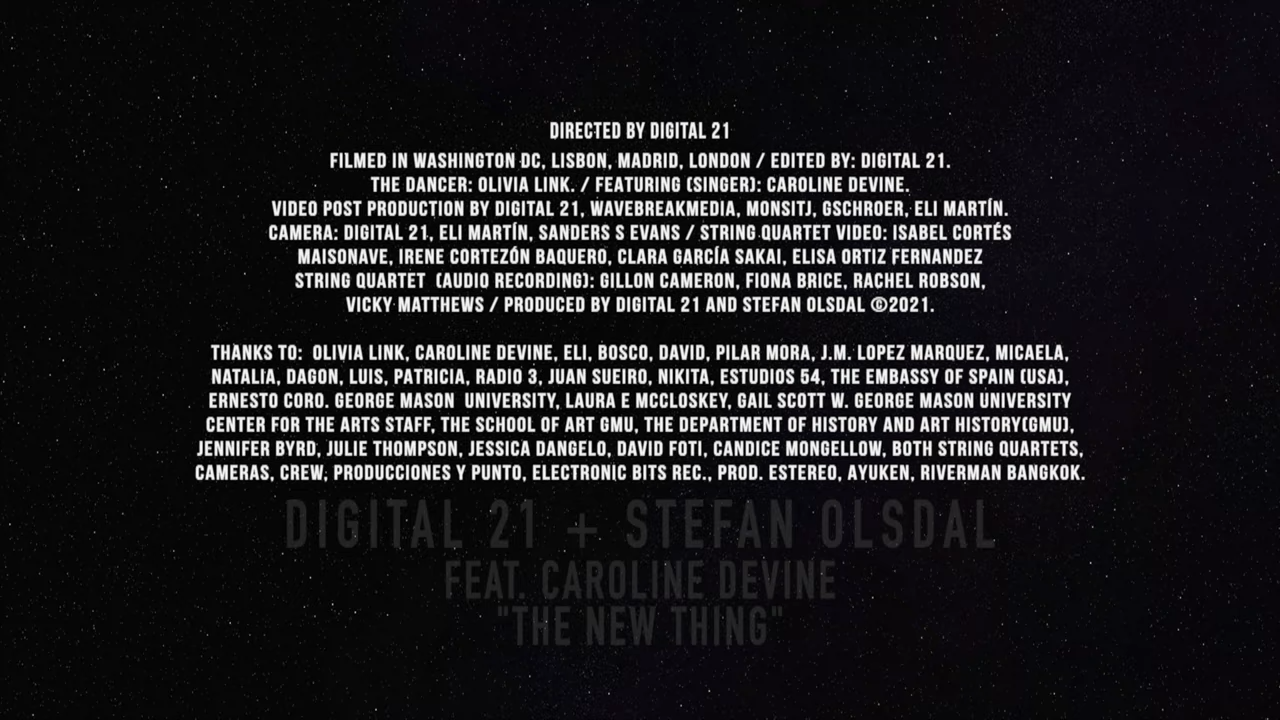 DIRECTED BY DIGITAL 21
FILMED IN WASHINGTON DC, LISBON, MADRID, LONDON / EDITED BY: DIGITAL 21.
THE DANCER: OLIVIA LINK. / FEATURING (SINGER): CAROLINE DEVINE.
VIDEO POST PRODUCTION BY DIGITAL 21, WAVEBREAKMEDIA, MONSITJ, GSCHROER, ELI MARTÍN.
CAMERA: DIGITAL 21, ELI MARTÍN, SANDERS S EVANS / STRING QUARTET VIDEO: ISABEL CORTÉS
MAISONAVE, IRENE CORTEZÓN BAQUERO, CLARA GARCÍA SAKAI, ELISA ORTIZ FERNANDEZ
STRING QUARTET (AUDIO RECORDING): GILLON CAMERON, FIONA BRICE, RACHEL ROBSON,
VICKY MATTHEWS / PRODUCED BY DIGITAL 21 AND STEFAN OLSDAL ©2021.
THANKS TO: OLIVIA LINK, CAROLINE DEVINE, ELI, BOSCO, DAVID, PILAR MORA, J.M. LOPEZ MARQUEZ, MICAELA,
NATALIA, DAGON, LUIS, PATRICIA, RADIO 3, JUAN SUEIRO, NIKITA, ESTUDIOS 54, THE EMBASSY OF SPAIN (USA),
ERNESTO CORO. GEORGE MASON UNIVERSITY, LAURA E MCCLOSKEY, GAIL SCOTT W. GEORGE MASON UNIVERSITY
CENTER FOR THE ARTS STAFF, THE SCHOOL OF ART GMU, THE DEPARTMENT OF HISTORY AND ART HISTORY(GMU),
JENNIFER BYRD, JULIE THOMPSON, JESSICA DANGELO, DAVID FOTI, CANDICE MONGELLOW, BOTH STRING QUARTETS,
CAMERAS, CREW, PRODUCCIONES Y PUNTO, ELECTRONIC BITS REC., PROD. ESTEREO, AYUKEN, RIVERMAN BANGKOK.
DIGITAL 21 + STEFAN OLSDAL
FEAT. CAROLINE DEVINE
"THE NEW THING"